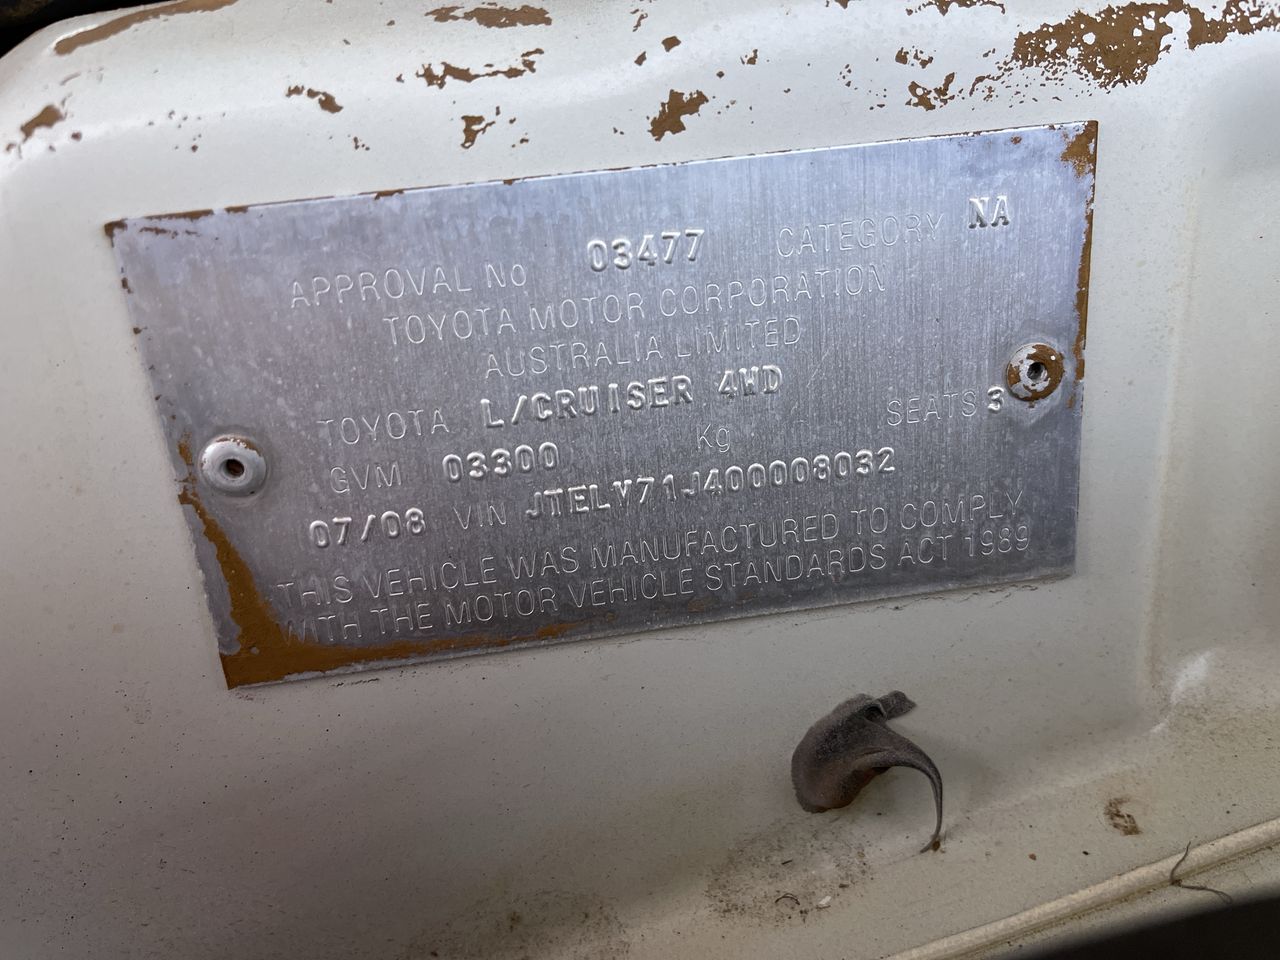 APPROVAL No 03477 CATEGORY NA
TOYOTA MOTOR CORPORATION
AUSTRALIA LIMITED
TOYOTA L/CRUISER 4WD
GVM 03300 Kg SEATS 3
07/08 VIN JTELV71J400008032
THIS VEHICLE WAS MANUFACTURED TO COMPLY
WITH THE MOTOR VEHICLE STANDARDS ACT 1989